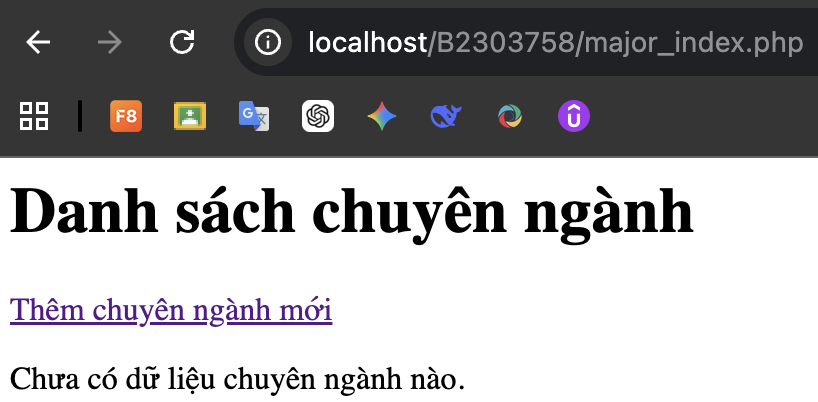 localhost/B2303758/major_index.php
F8
G
Danh sách chuyên ngành
Thêm chuyên ngành mới
Chưa có dữ liệu chuyên ngành nào.